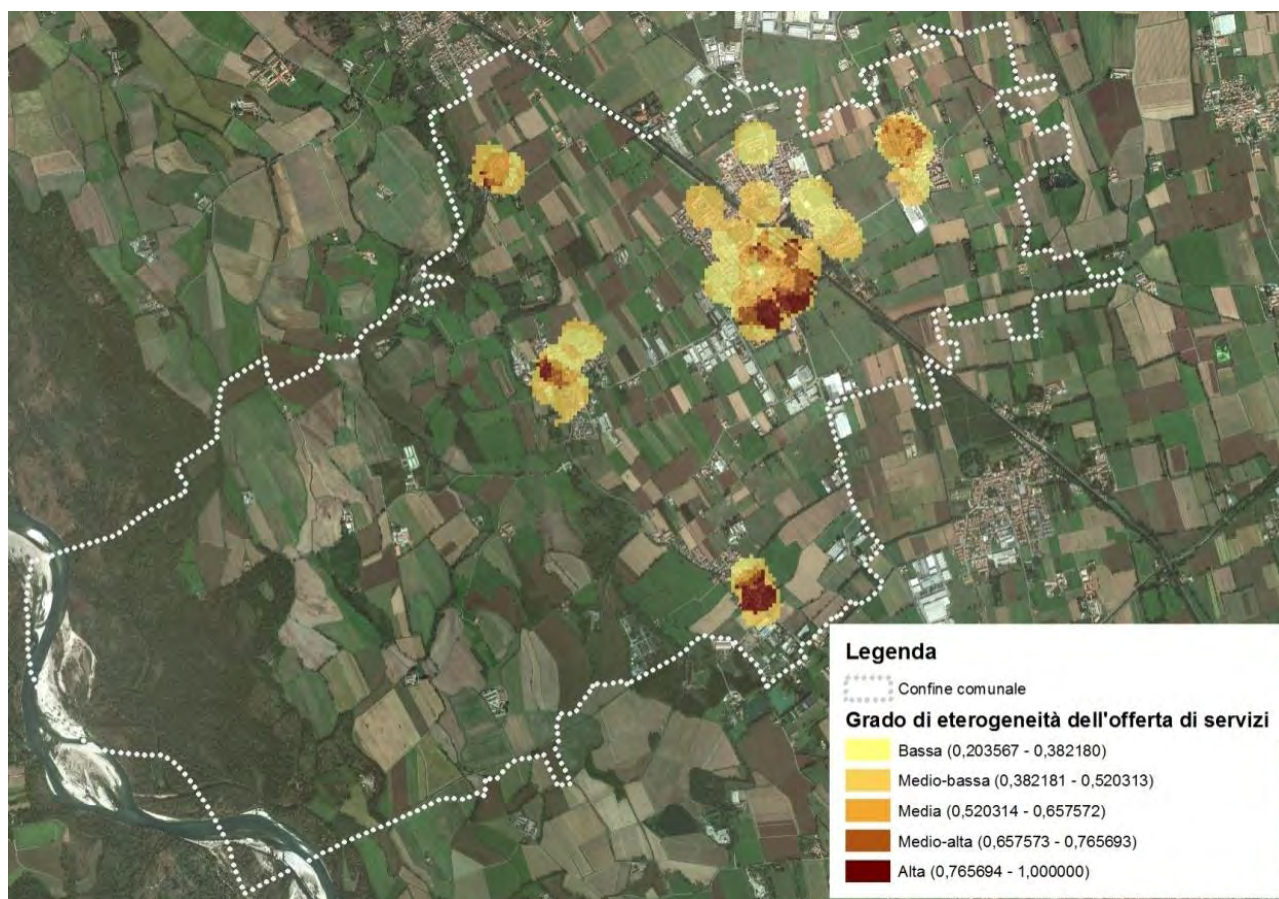 Legenda
Confine comunale
Grado di eterogeneità dell'offerta di servizi
Bassa (0,203567 - 0,382180)
Medio-bassa (0,382181 - 0,520313)
Media (0,520314 - 0,657572)
Medio-alta (0,657573 - 0,765693)
Alta (0,765694 - 1,000000)